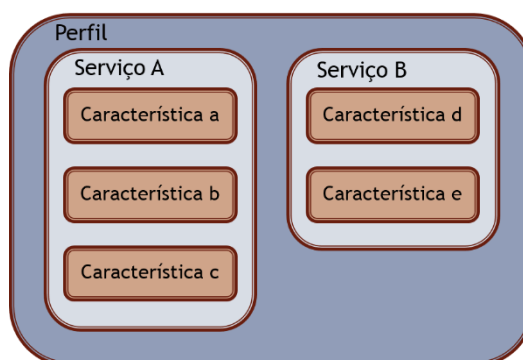 Perfil
Serviço A
Característica a
Característica b
Característica c
Serviço B
Característica d
Característica e